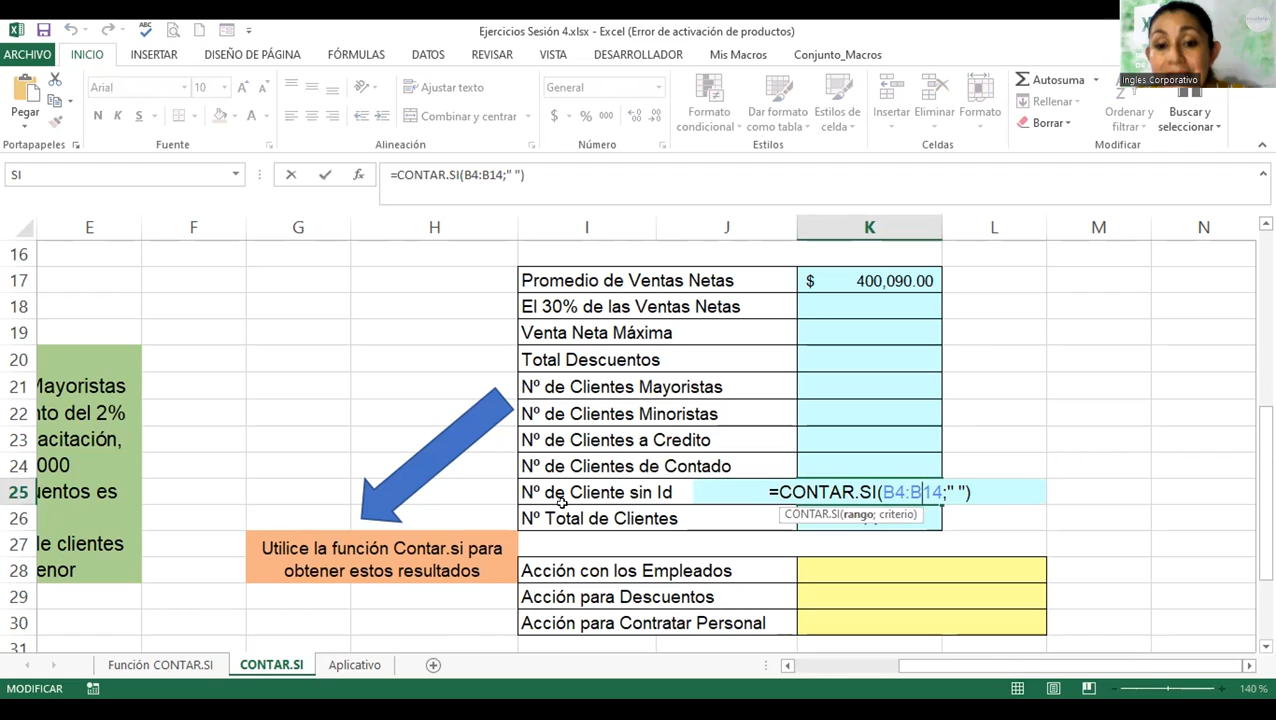 Ejercicios Sesión 4.xlsx - Excel (Error de activación de productos)
ARCHIVO INICIO INSERTAR DISEÑO DE PÁGINA FÓRMULAS DATOS REVISAR VISTA DESARROLLADOR Mis Macros Conjunto_Macros
Ingles Corporativo
Pegar
Arial 10
N K S
Ajustar texto
Combinar y centrar
General
$ % 000
Formato condicional
Dar formato como tabla
Estilos de celda
Insertar Eliminar Formato
Autosuma
Rellenar
Borrar
Ordenar y filtrar
Buscar y seleccionar
Portapapeles Fuente Alineación Número Estilos Celdas Modificar
SI
fx
=CONTAR.SI(B4:B14;" ")
E F G H I J K L M N
16
17 Promedio de Ventas Netas $ 400,090.00
18 El 30% de las Ventas Netas
19 Venta Neta Máxima
20 Total Descuentos
21 Mayoristas Nº de Clientes Mayoristas
22 nto del 2% Nº de Clientes Minoristas
23 acitación, Nº de Clientes a Credito
24 000 Nº de Clientes de Contado
25 uentos es Nº de Cliente sin Id =CONTAR.SI(B4:B14;" ")
CONTAR.SI(rango; criterio)
26 Nº Total de Clientes
27 de clientes
Utilice la función Contar.si para
obtener estos resultados
28 enor Acción con los Empleados
29 Acción para Descuentos
30 Acción para Contratar Personal
31
Función CONTAR.SI CONTAR.SI Aplicativo
MODIFICAR
140 %